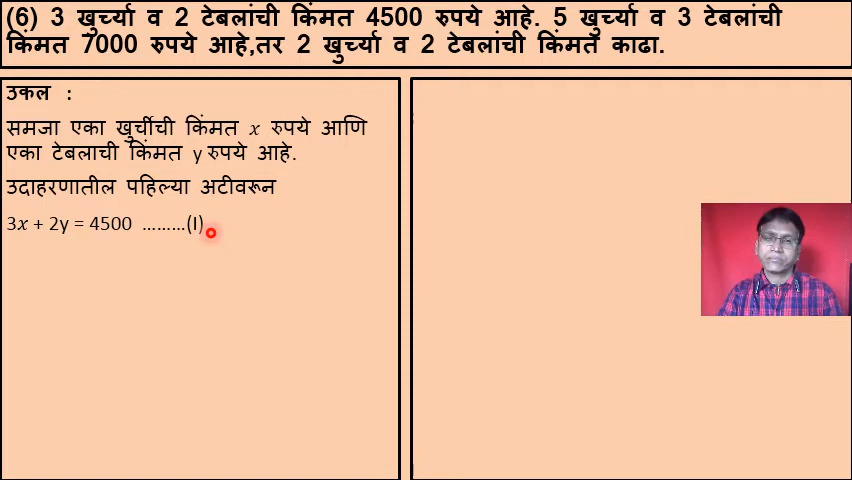 (6) 3 खुर्च्या व 2 टेबलांची किंमत 4500 रुपये आहे. 5 खुर्च्या व 3 टेबलांची
किंमत 7000 रुपये आहे,तर 2 खुर्च्या व 2 टेबलांची किंमत काढा.
उकल :
समजा एका खुर्चीची किंमत x रुपये आणि
एका टेबलाची किंमत y रुपये आहे.
उदाहरणातील पहिल्या अटीवरून
3x + 2y = 4500 .........(I)